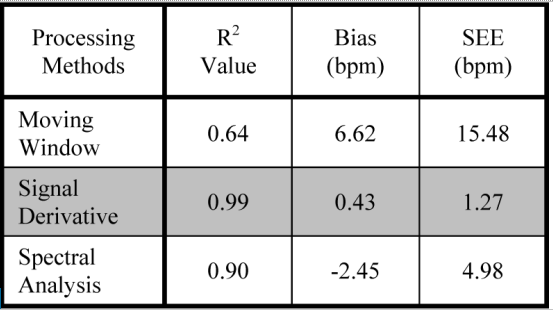 Processing Methods R² Value Bias (bpm) SEE (bpm)
Moving Window 0.64 6.62 15.48
Signal Derivative 0.99 0.43 1.27
Spectral Analysis 0.90 -2.45 4.98